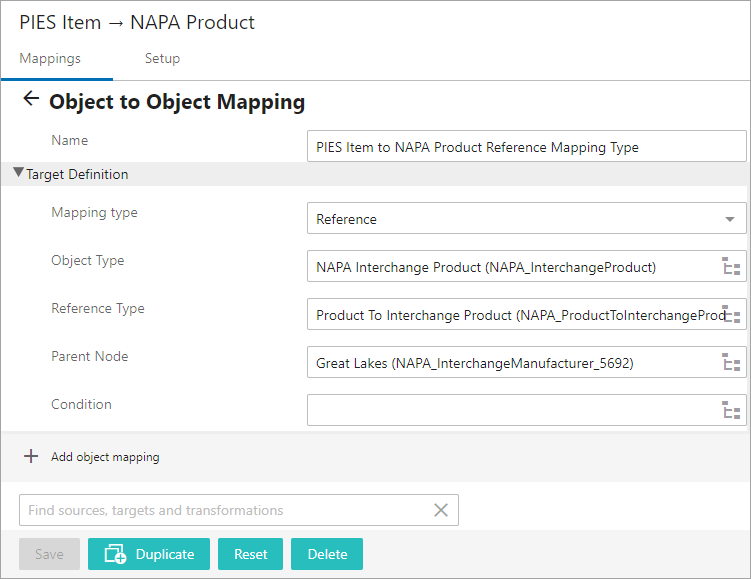 PIES Item → NAPA Product
Mappings Setup
← Object to Object Mapping
Name PIES Item to NAPA Product Reference Mapping Type
Target Definition
Mapping type Reference
Object Type NAPA Interchange Product (NAPA_InterchangeProduct)
Reference Type Product To Interchange Product (NAPA_ProductToInterchangeProd
Parent Node Great Lakes (NAPA_InterchangeManufacturer_5692)
Condition
+ Add object mapping
Find sources, targets and transformations
Save Duplicate Reset Delete